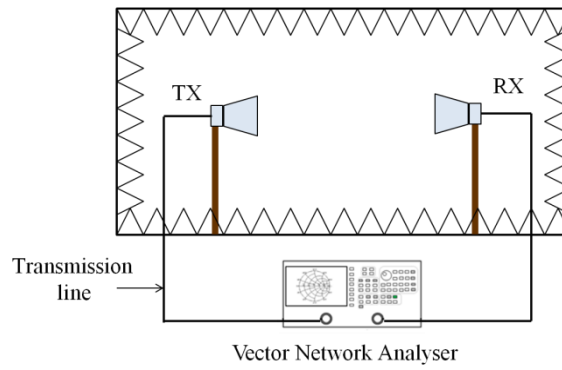 TX
RX
Transmission
line
Vector Network Analyser